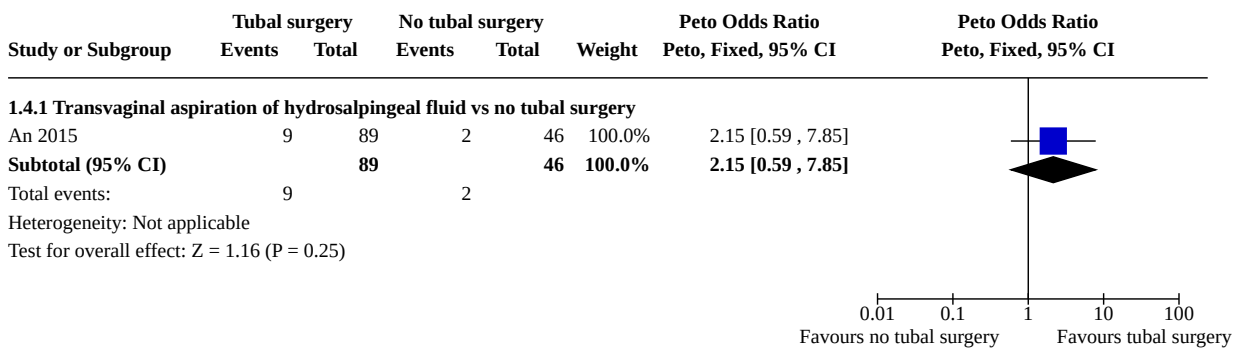 Tubal surgery No tubal surgery Peto Odds Ratio Peto Odds Ratio
Study or Subgroup Events Total Events Total Weight Peto, Fixed, 95% CI Peto, Fixed, 95% CI
1.4.1 Transvaginal aspiration of hydrosalpingeal fluid vs no tubal surgery
An 2015 9 89 2 46 100.0% 2.15 [0.59 , 7.85]
Subtotal (95% CI) 89 46 100.0% 2.15 [0.59 , 7.85]
Total events: 9 2
Heterogeneity: Not applicable
Test for overall effect: Z = 1.16 (P = 0.25)
0.01 0.1 1 10 100
Favours no tubal surgery Favours tubal surgery